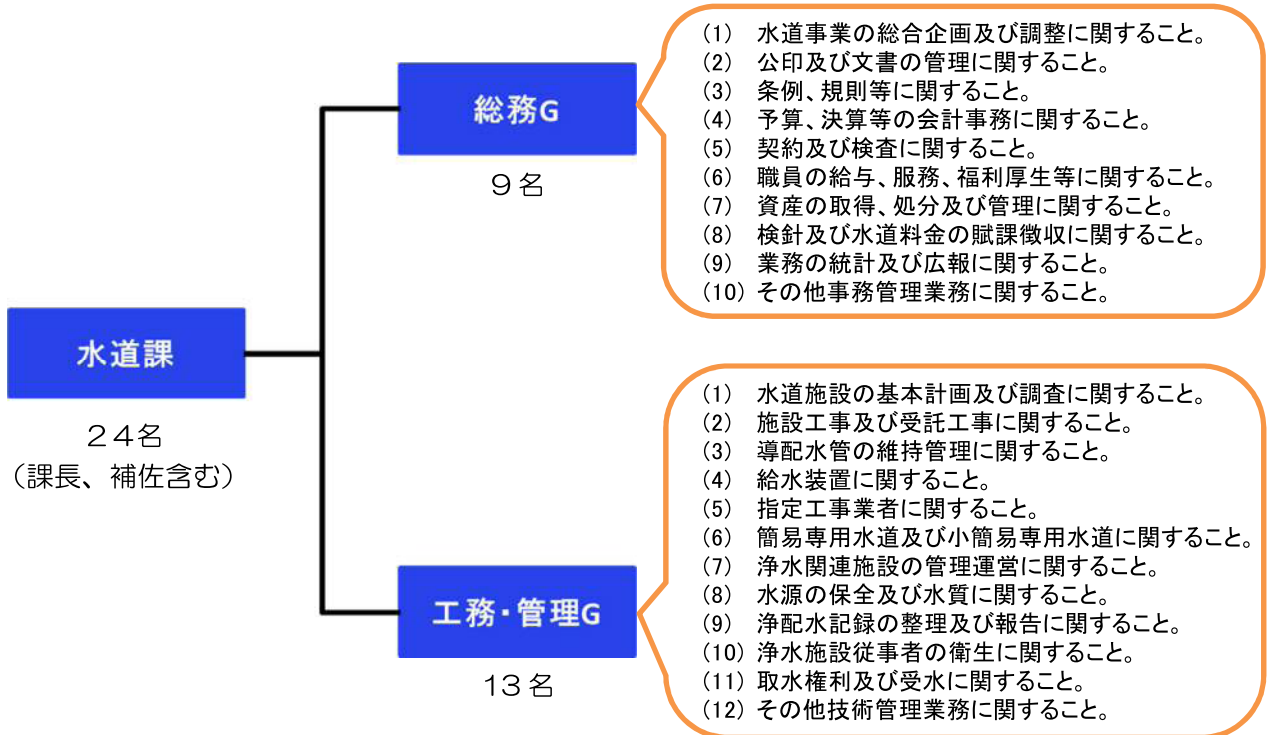 水道課
24名
(課長、補佐含む)
総務G
9名
(1) 水道事業の総合企画及び調整に関すること。
(2) 公印及び文書の管理に関すること。
(3) 条例、規則等に関すること。
(4) 予算、決算等の会計事務に関すること。
(5) 契約及び検査に関すること。
(6) 職員の給与、服務、福利厚生等に関すること。
(7) 資産の取得、処分及び管理に関すること。
(8) 検針及び水道料金の賦課徴収に関すること。
(9) 業務の統計及び広報に関すること。
(10) その他事務管理業務に関すること。
工務・管理G
13名
(1) 水道施設の基本計画及び調査に関すること。
(2) 施設工事及び受託工事に関すること。
(3) 導配水管の維持管理に関すること。
(4) 給水装置に関すること。
(5) 指定工事業者に関すること。
(6) 簡易専用水道及び小簡易専用水道に関すること。
(7) 浄水関連施設の管理運営に関すること。
(8) 水源の保全及び水質に関すること。
(9) 浄配水記録の整理及び報告に関すること。
(10) 浄水施設従事者の衛生に関すること。
(11) 取水権利及び受水に関すること。
(12) その他技術管理業務に関すること。